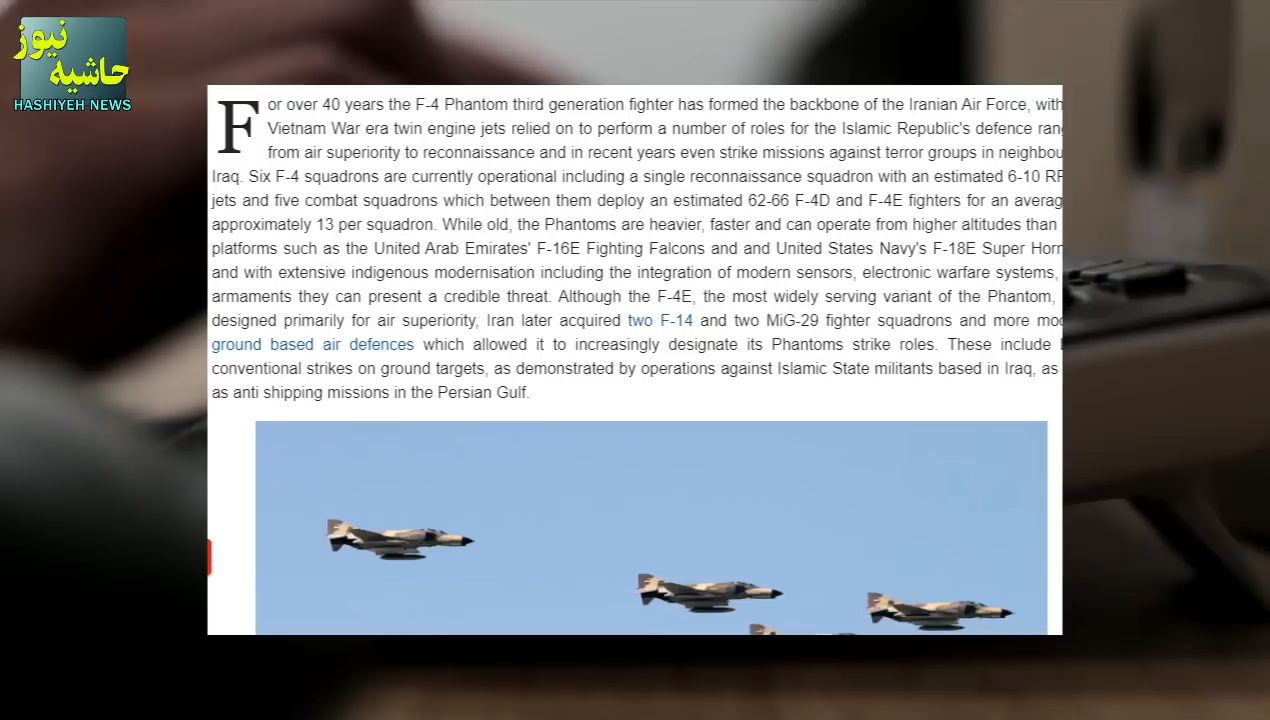 نیوز
حاشیه
HASHIYEH NEWS
For over 40 years the F-4 Phantom third generation fighter has formed the backbone of the Iranian Air Force, with
Vietnam War era twin engine jets relied on to perform a number of roles for the Islamic Republic's defence
from air superiority to reconnaissance and in recent years even strike missions against terror groups in
Iraq. Six F-4 squadrons are currently operational including a single reconnaissance squadron with an estimated 6-10
jets and five combat squadrons which between them deploy an estimated 62-66 F-4D and F-4E fighters for an
approximately 13 per squadron. While old, the Phantoms are heavier, faster and can operate from higher altitudes than
platforms such as the United Arab Emirates' F-16E Fighting Falcons and and United States Navy's F-18E Super
and with extensive indigenous modernisation including the integration of modern sensors, electronic warfare systems,
armaments they can present a credible threat. Although the F-4E, the most widely serving variant of the Phantom,
designed primarily for air superiority, Iran later acquired two F-14 and two MiG-29 fighter squadrons and more
ground based air defences which allowed it to increasingly designate its Phantoms strike roles. These include
conventional strikes on ground targets, as demonstrated by operations against Islamic State militants based in Iraq, as
as anti shipping missions in the Persian Gulf.